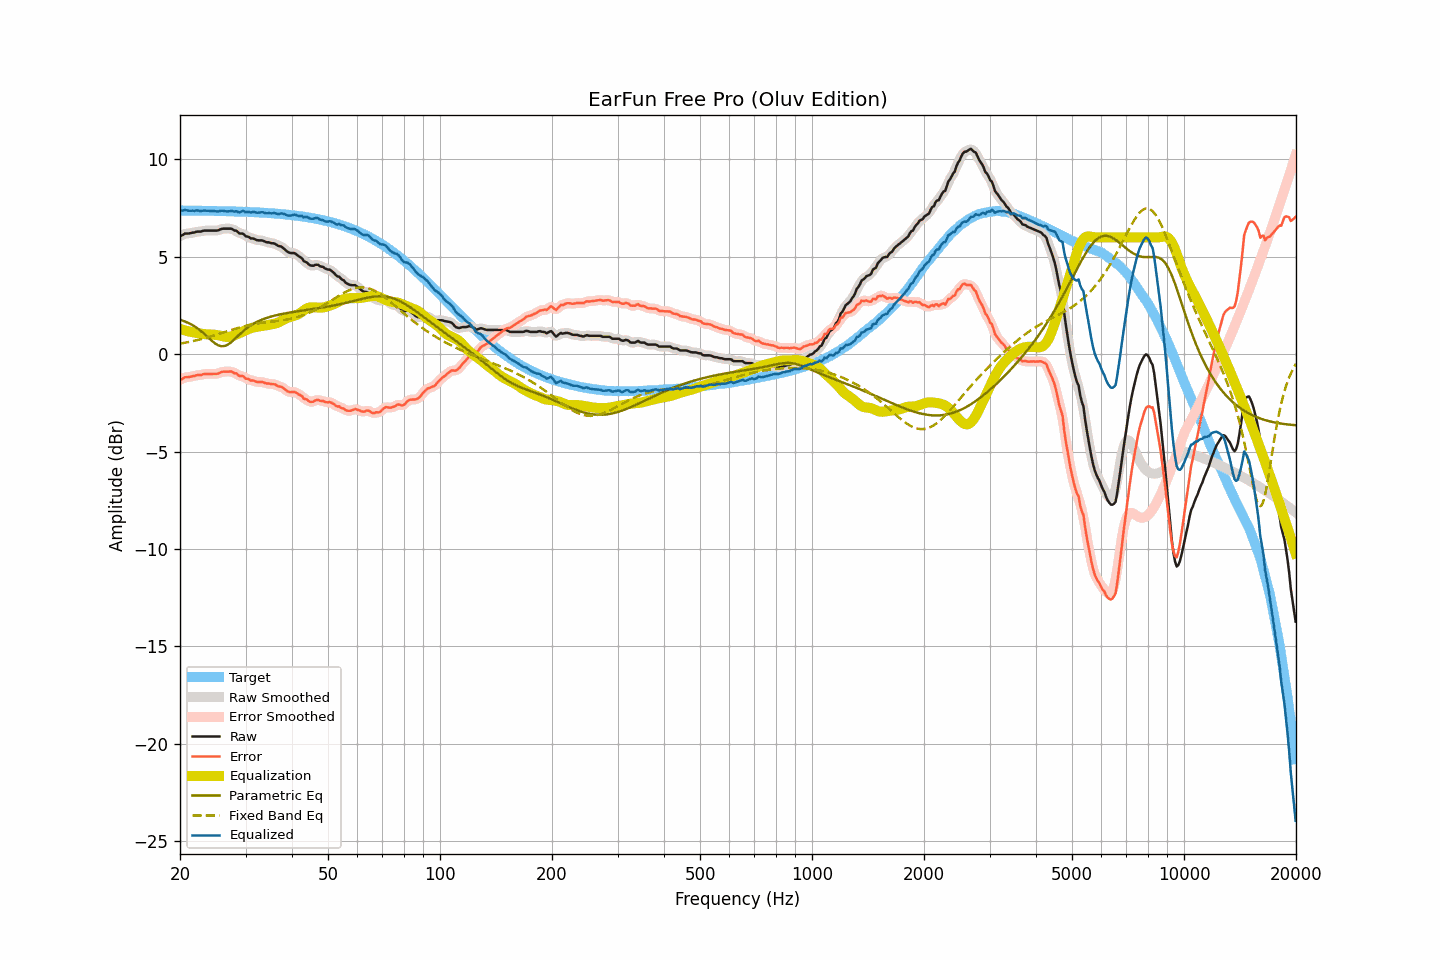 EarFun Free Pro (Oluv Edition)
Amplitude (dBr)
10
5
0
−5
−10
−15
−20
−25
Target
Raw Smoothed
Error Smoothed
Raw
Error
Equalization
Parametric Eq
Fixed Band Eq
Equalized
20 50 100 200 500 1000 2000 5000 10000 20000
Frequency (Hz)